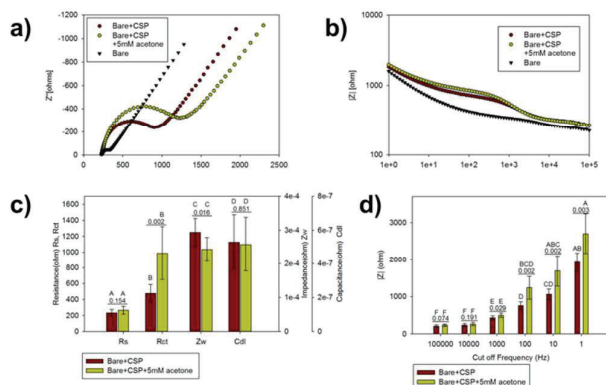 a)
Bare+CSP
Bare+CSP
+5mM acetone
Bare
Z"[ohms]
-1200
-1000
-800
-600
-400
-200
0
0 500 1000 1500 2000 2500
b)
Bare+CSP
Bare+CSP
+5mM acetone
Bare
|Z| [ohms]
10000
1000
100
1e+0 1e+1 1e+2 1e+3 1e+4 1e+5
c)
Resistance(ohm) Rs, Rct
1600
1400
1200
1000
800
600
400
200
0
A A
0.154
B
0.002
B
C C
0.016
D D
0.851
Rs Rct Zw Cdl
4e-4
3e-4
2e-4
1e-4
0
Impedance(ohm) Zw
8e-7
6e-7
4e-7
2e-7
0
Capacitance(ohm) Cdl
Bare+CSP
Bare+CSP+5mM acetone
d)
|Z| (ohm)
3000
2000
1000
0
F F
0.074
F F
0.191
E E
0.029
BCD
0.002
D
ABC
0.002
CD
A
0.003
AB
100000 10000 1000 100 10 1
Cut off Frequency (Hz)
Bare+CSP
Bare+CSP+5mM acetone